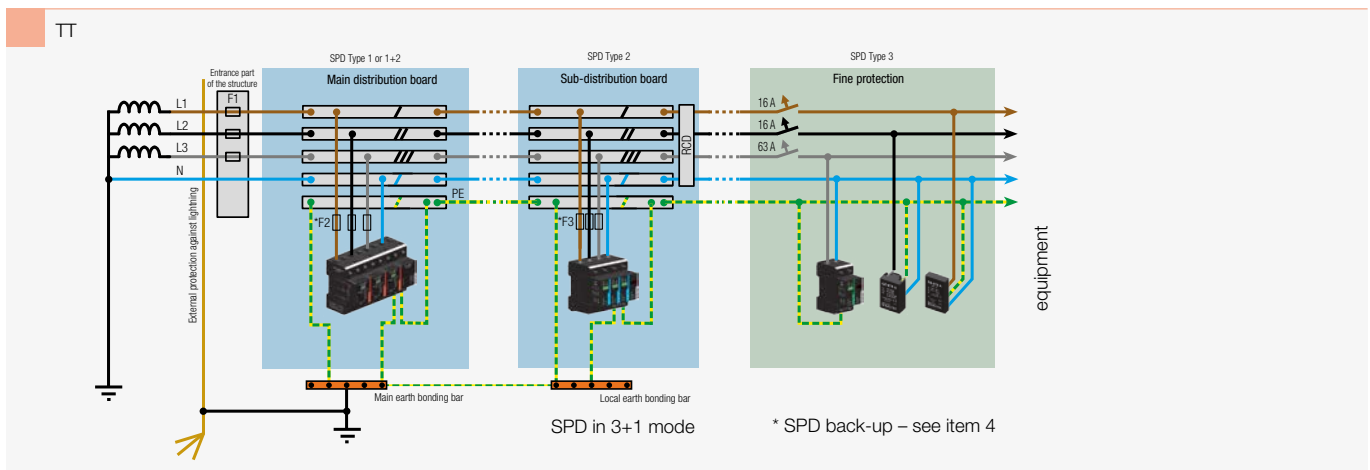 TT
SPD Type 1 or 1+2
SPD Type 2
SPD Type 3
Entrance part
of the structure
Main distribution board
Sub-distribution board
Fine protection
F1
L1
L2
L3
N
PE
*F2
*F3
RCD
16 A
16 A
63 A
External protection against lightning
equipment
Main earth bonding bar
Local earth bonding bar
SPD in 3+1 mode
* SPD back-up – see item 4